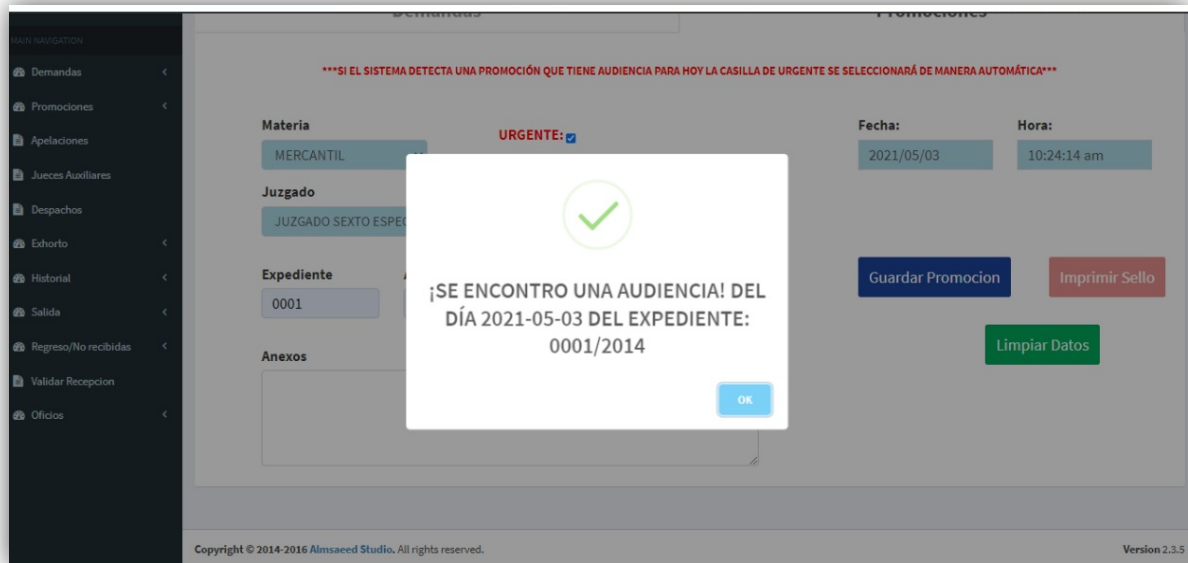 Demandas
Promociones
MAIN NAVIGATION
Demandas
Promociones
Apelaciones
Jueces Auxiliares
Despachos
Exhorto
Historial
Salida
Regreso/No recibidas
Validar Recepcion
Oficios
***SI EL SISTEMA DETECTA UNA PROMOCIÓN QUE TIENE AUDIENCIA PARA HOY LA CASILLA DE URGENTE SE SELECCIONARÁ DE MANERA AUTOMÁTICA***
Materia
URGENTE:
Fecha:
Hora:
MERCANTIL
2021/05/03
10:24:14 am
Juzgado
JUZGADO SEXTO
Expediente
0001
¡SE ENCONTRO UNA AUDIENCIA! DEL
DÍA 2021-05-03 DEL EXPEDIENTE:
0001/2014
OK
Guardar Promocion
Imprimir Sello
Limpiar Datos
Anexos
Copyright © 2014-2016 Almsaeed Studio. All rights reserved.
Version 2.3.5